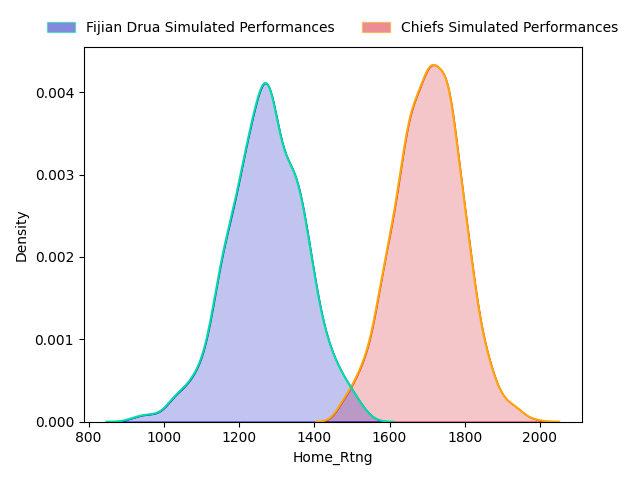 Fijian Drua Simulated Performances Chiefs Simulated Performances
0.004
0.003
0.002
0.001
0.000
Density
800 1000 1200 1400 1600 1800 2000
Home_Rtng